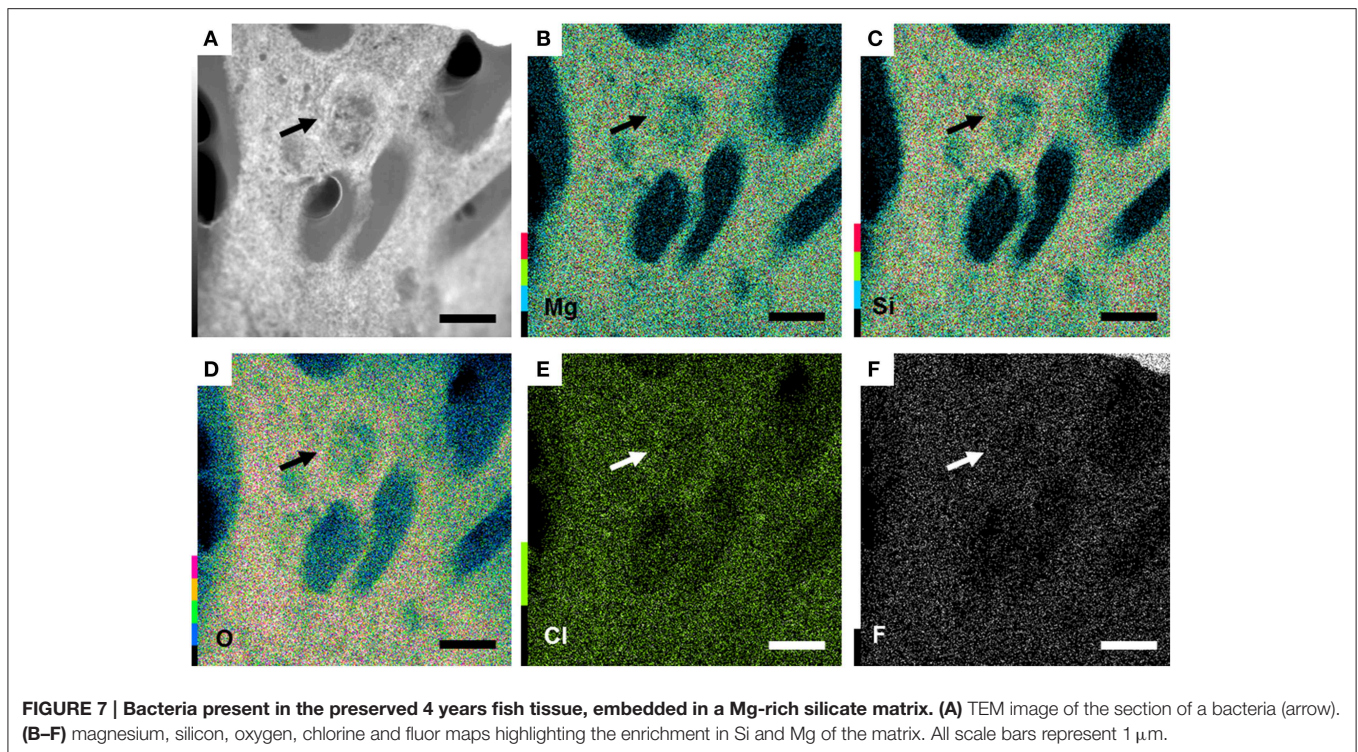 A
B
C
Mg
Si
D
E
F
O
Cl
F
FIGURE 7 | Bacteria present in the preserved 4 years fish tissue, embedded in a Mg-rich silicate matrix. (A) TEM image of the section of a bacteria (arrow).
(B–F) magnesium, silicon, oxygen, chlorine and fluor maps highlighting the enrichment in Si and Mg of the matrix. All scale bars represent 1 μm.